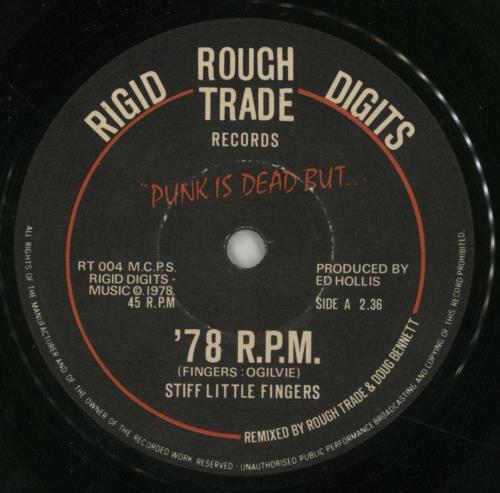 RIGID
ROUGH
TRADE
DIGITS
RECORDS
"PUNK IS DEAD BUT...
RT 004 M.C.P.S.
RIGID DIGITS -
MUSIC © 1978
45 R.P.M
PRODUCED BY
ED HOLLIS
SIDE A 2.36
'78 R.P.M.
(FINGERS : OGILVIE)
STIFF LITTLE FINGERS
REMIXED BY ROUGH TRADE & DOUG BENNETT
ALL RIGHTS OF THE MANUFACTURER AND OF THE OWNER OF THE RECORDED WORK RESERVED · UNAUTHORISED PUBLIC PERFORMANCE BROADCASTING AND COPYING OF THIS RECORD PROHIBITED.